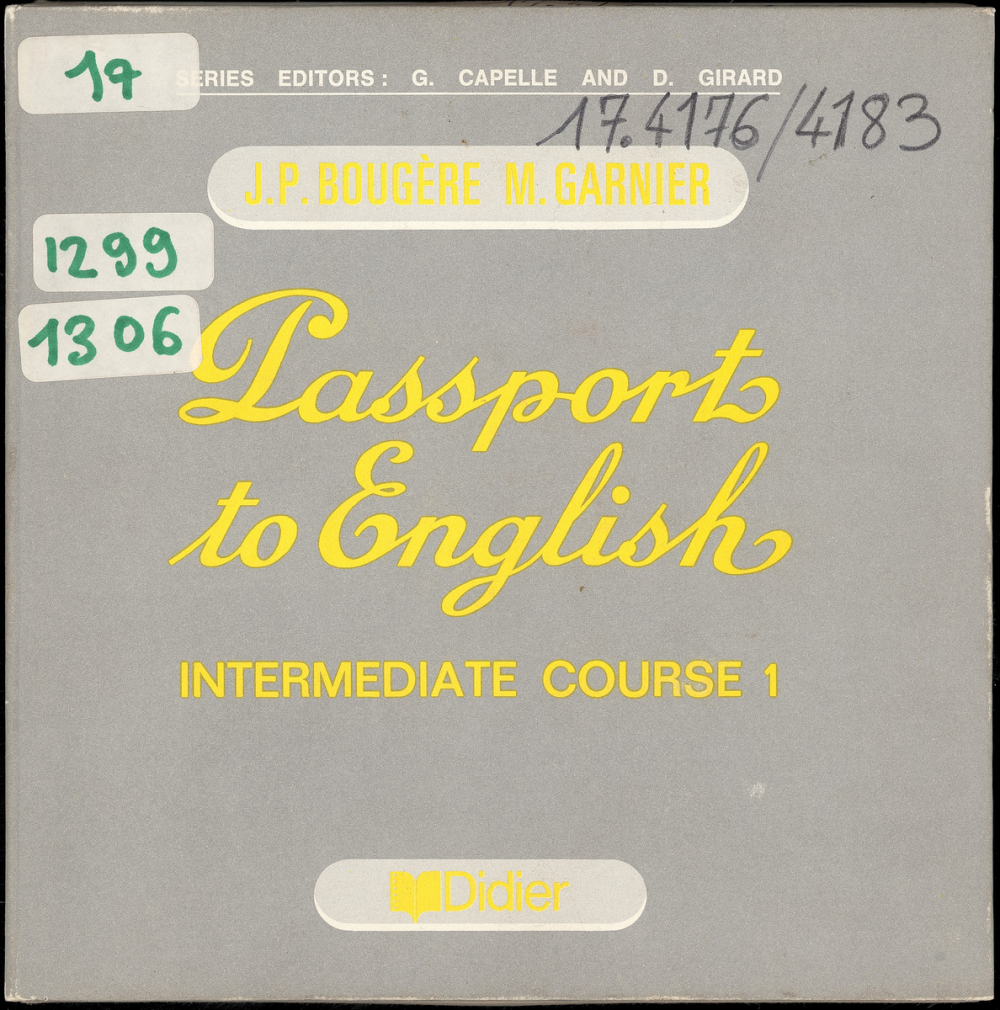 17
SERIES EDITORS: G. CAPELLE AND D. GIRARD
17.4176/4183
J.P. BOUGÈRE M. GARNIER
1299
1306
Passport
to English
INTERMEDIATE COURSE 1
Didier